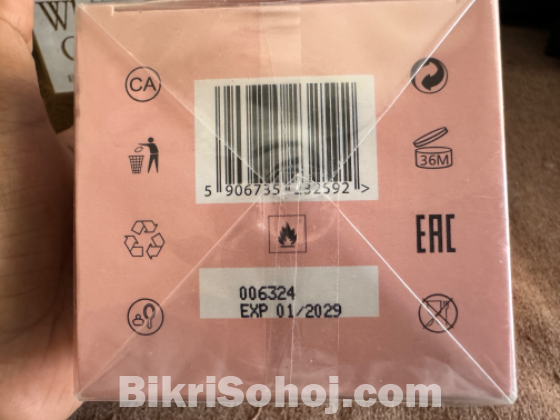 CA
5 906735 232592 >
36M
EAC
006324
EXP 01/2029
BikriSohoj.com